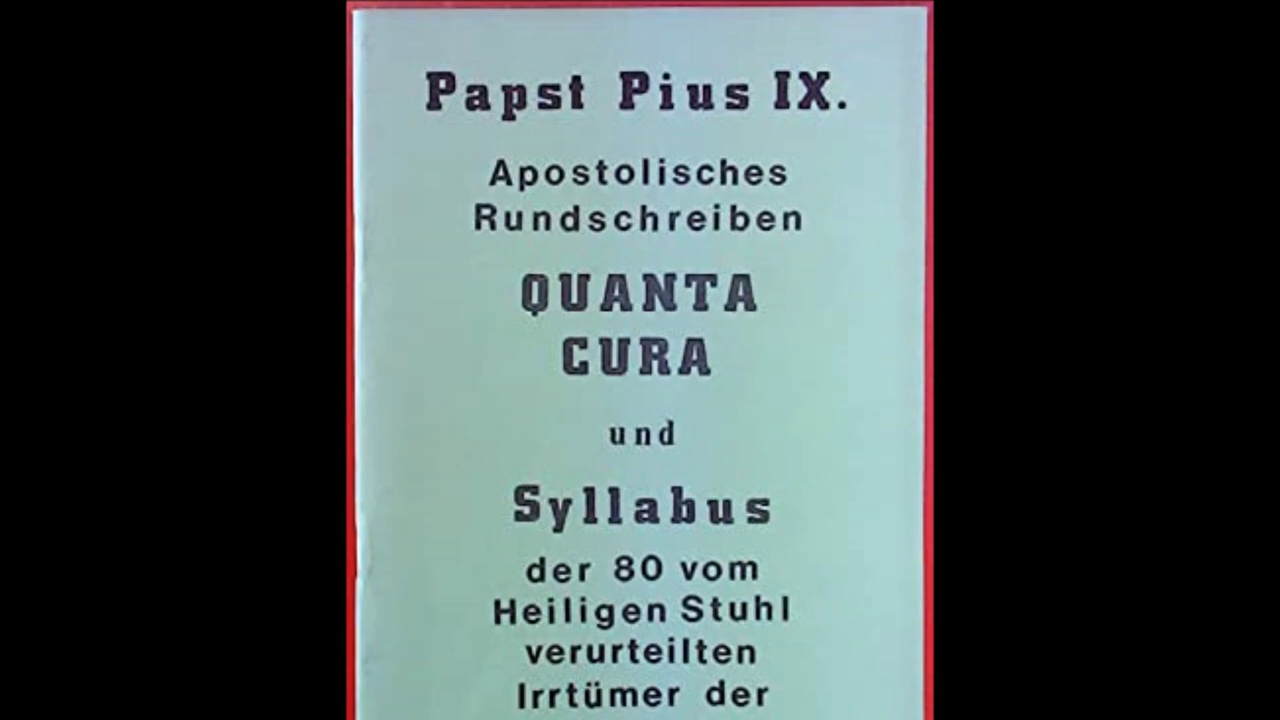 Papst Pius IX.
Apostolisches
Rundschreiben
QUANTA
CURA
und
Syllabus
der 80 vom
Heiligen Stuhl
verurteilten
Irrtümer der